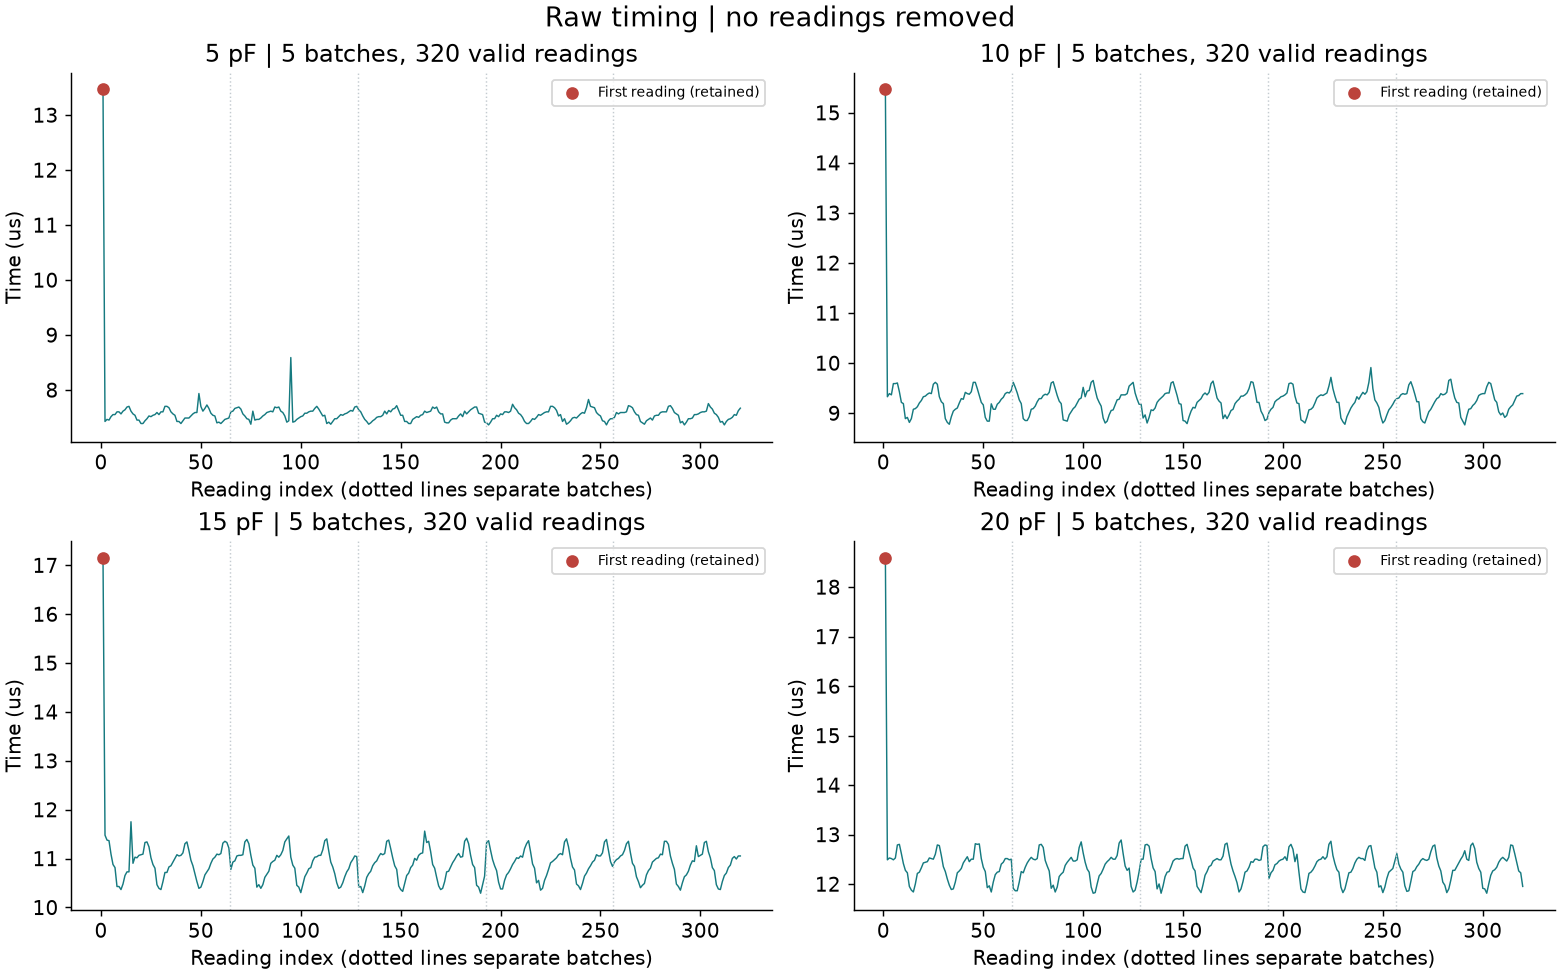 Raw timing | no readings removed
5 pF | 5 batches, 320 valid readings
First reading (retained)
Time (us)
13
12
11
10
9
8
0 50 100 150 200 250 300
Reading index (dotted lines separate batches)
10 pF | 5 batches, 320 valid readings
First reading (retained)
Time (us)
15
14
13
12
11
10
9
0 50 100 150 200 250 300
Reading index (dotted lines separate batches)
15 pF | 5 batches, 320 valid readings
First reading (retained)
Time (us)
17
16
15
14
13
12
11
10
0 50 100 150 200 250 300
Reading index (dotted lines separate batches)
20 pF | 5 batches, 320 valid readings
First reading (retained)
Time (us)
18
17
16
15
14
13
12
0 50 100 150 200 250 300
Reading index (dotted lines separate batches)